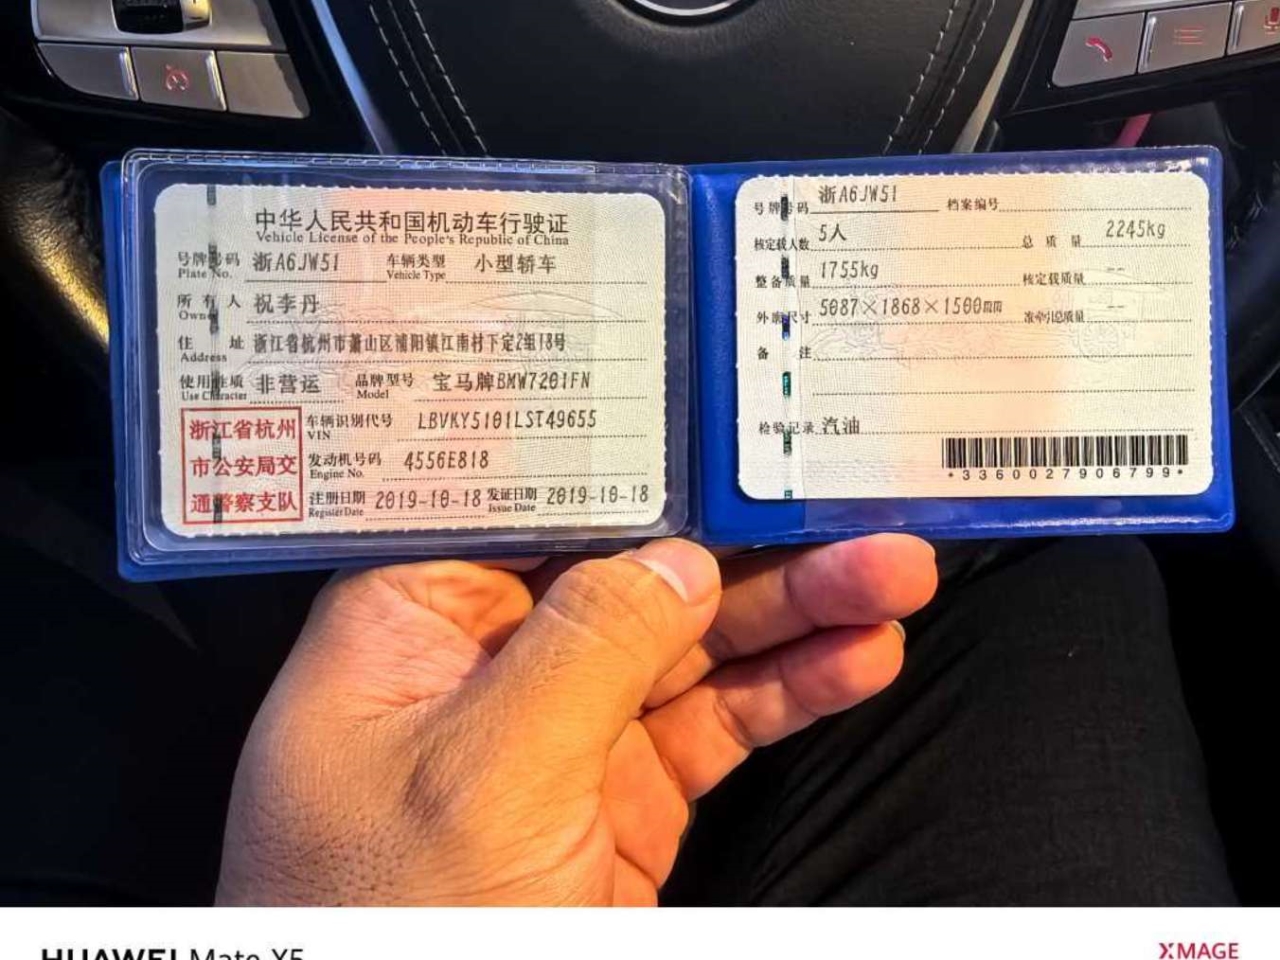 中华人民共和国机动车行驶证
Vehicle License of the People's Republic of China
号牌号码 浙A6JW51 车辆类型 小型轿车
Plate No. Vehicle Type
所有人 祝李丹
Owner
住址 浙江省杭州市萧山区浦阳镇江南村下定2组18号
Address
使用性质 非营运 品牌型号 宝马牌BMW7201FN
Use Character Model
浙江省杭州
市公安局交
通警察支队
车辆识别代号 LBVKY5101LST49655
VIN
发动机号码 4556E818
Engine No.
注册日期 2019-10-18 发证日期 2019-10-18
Register Date Issue Date
号牌号码 浙A6JW51 档案编号
核定载人数 5人 总质量 2245kg
整备质量 1755kg 核定载质量 --
外廓尺寸 5087×1868×1500mm 准牵引总质量 --
备注
检验记录 汽油
*3360027906799*
HUAWEI Mate X5
XMAGE